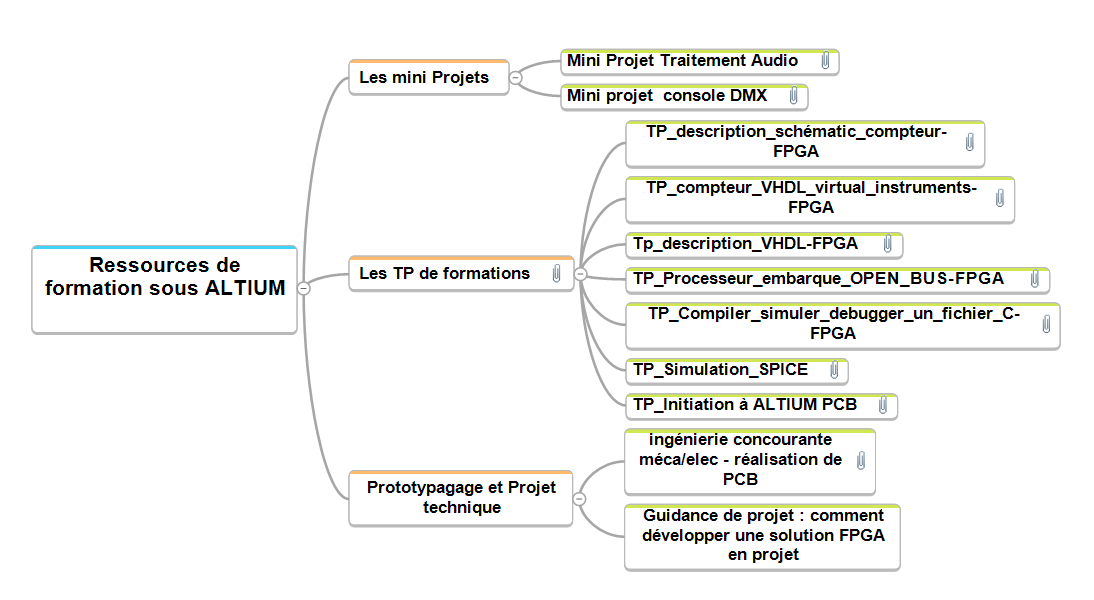 Ressources de
formation sous ALTIUM
Les mini Projets
Mini Projet Traitement Audio
Mini projet  console DMX
Les TP de formations
TP_description_schématic_compteur-
FPGA
TP_compteur_VHDL_virtual_instruments-
FPGA
Tp_description_VHDL-FPGA
TP_Processeur_embarque_OPEN_BUS-FPGA
TP_Compiler_simuler_debugger_un_fichier_C-
FPGA
TP_Simulation_SPICE
TP_Initiation à ALTIUM PCB
Prototypagage et Projet
technique
ingénierie concourante
méca/elec - réalisation de
PCB
Guidance de projet : comment
développer une solution FPGA
en projet